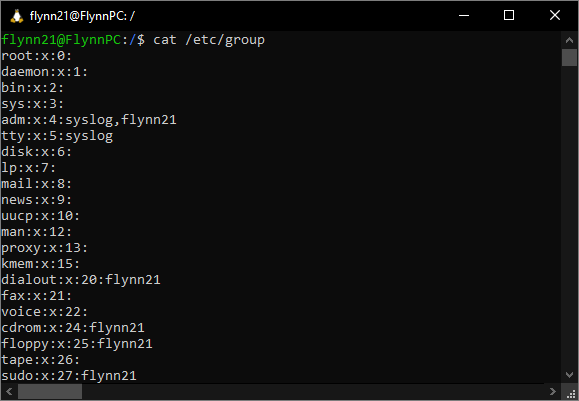 flynn21@FlynnPC: /
flynn21@FlynnPC:/$ cat /etc/group
root:x:0:
daemon:x:1:
bin:x:2:
sys:x:3:
adm:x:4:syslog,flynn21
tty:x:5:syslog
disk:x:6:
lp:x:7:
mail:x:8:
news:x:9:
uucp:x:10:
man:x:12:
proxy:x:13:
kmem:x:15:
dialout:x:20:flynn21
fax:x:21:
voice:x:22:
cdrom:x:24:flynn21
floppy:x:25:flynn21
tape:x:26:
sudo:x:27:flynn21